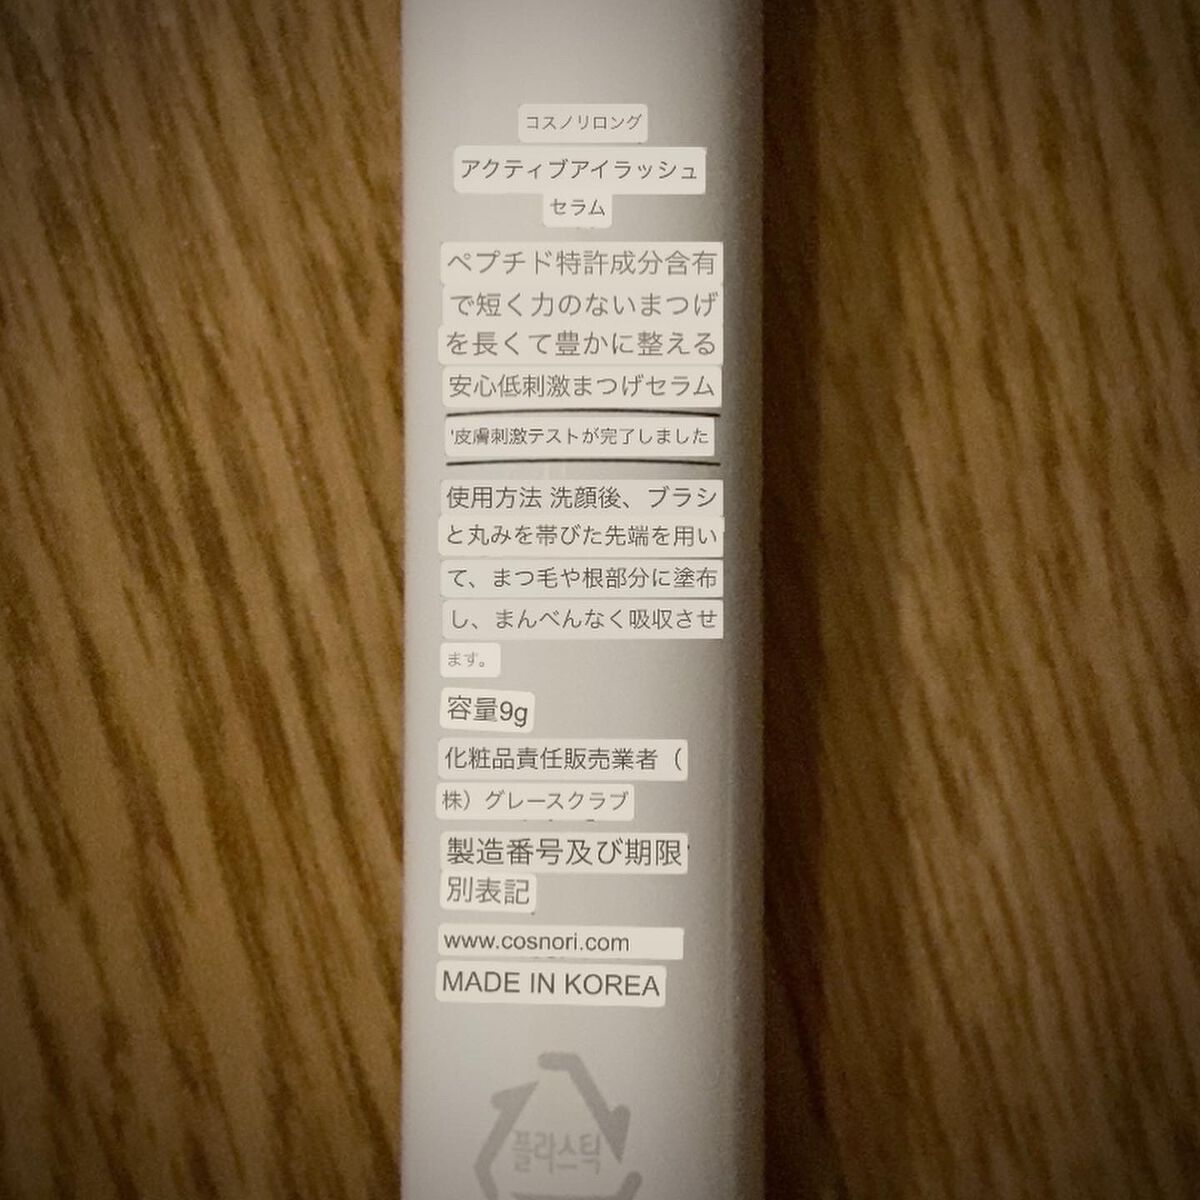 コスノリロング
アクティブアイラッシュ
セラム
ペプチド特許成分含有
で短く力のないまつげ
を長くて豊かに整える
安心低刺激まつげセラム
'皮膚刺激テストが完了しました
使用方法 洗顔後、ブラシ
と丸みを帯びた先端を用い
て、まつ毛や根部分に塗布
し、まんべんなく吸収させ
ます。
容量9g
化粧品責任販売業者（
株）グレースクラブ
製造番号及び期限
別表記
www.cosnori.com
MADE IN KOREA
플라스틱